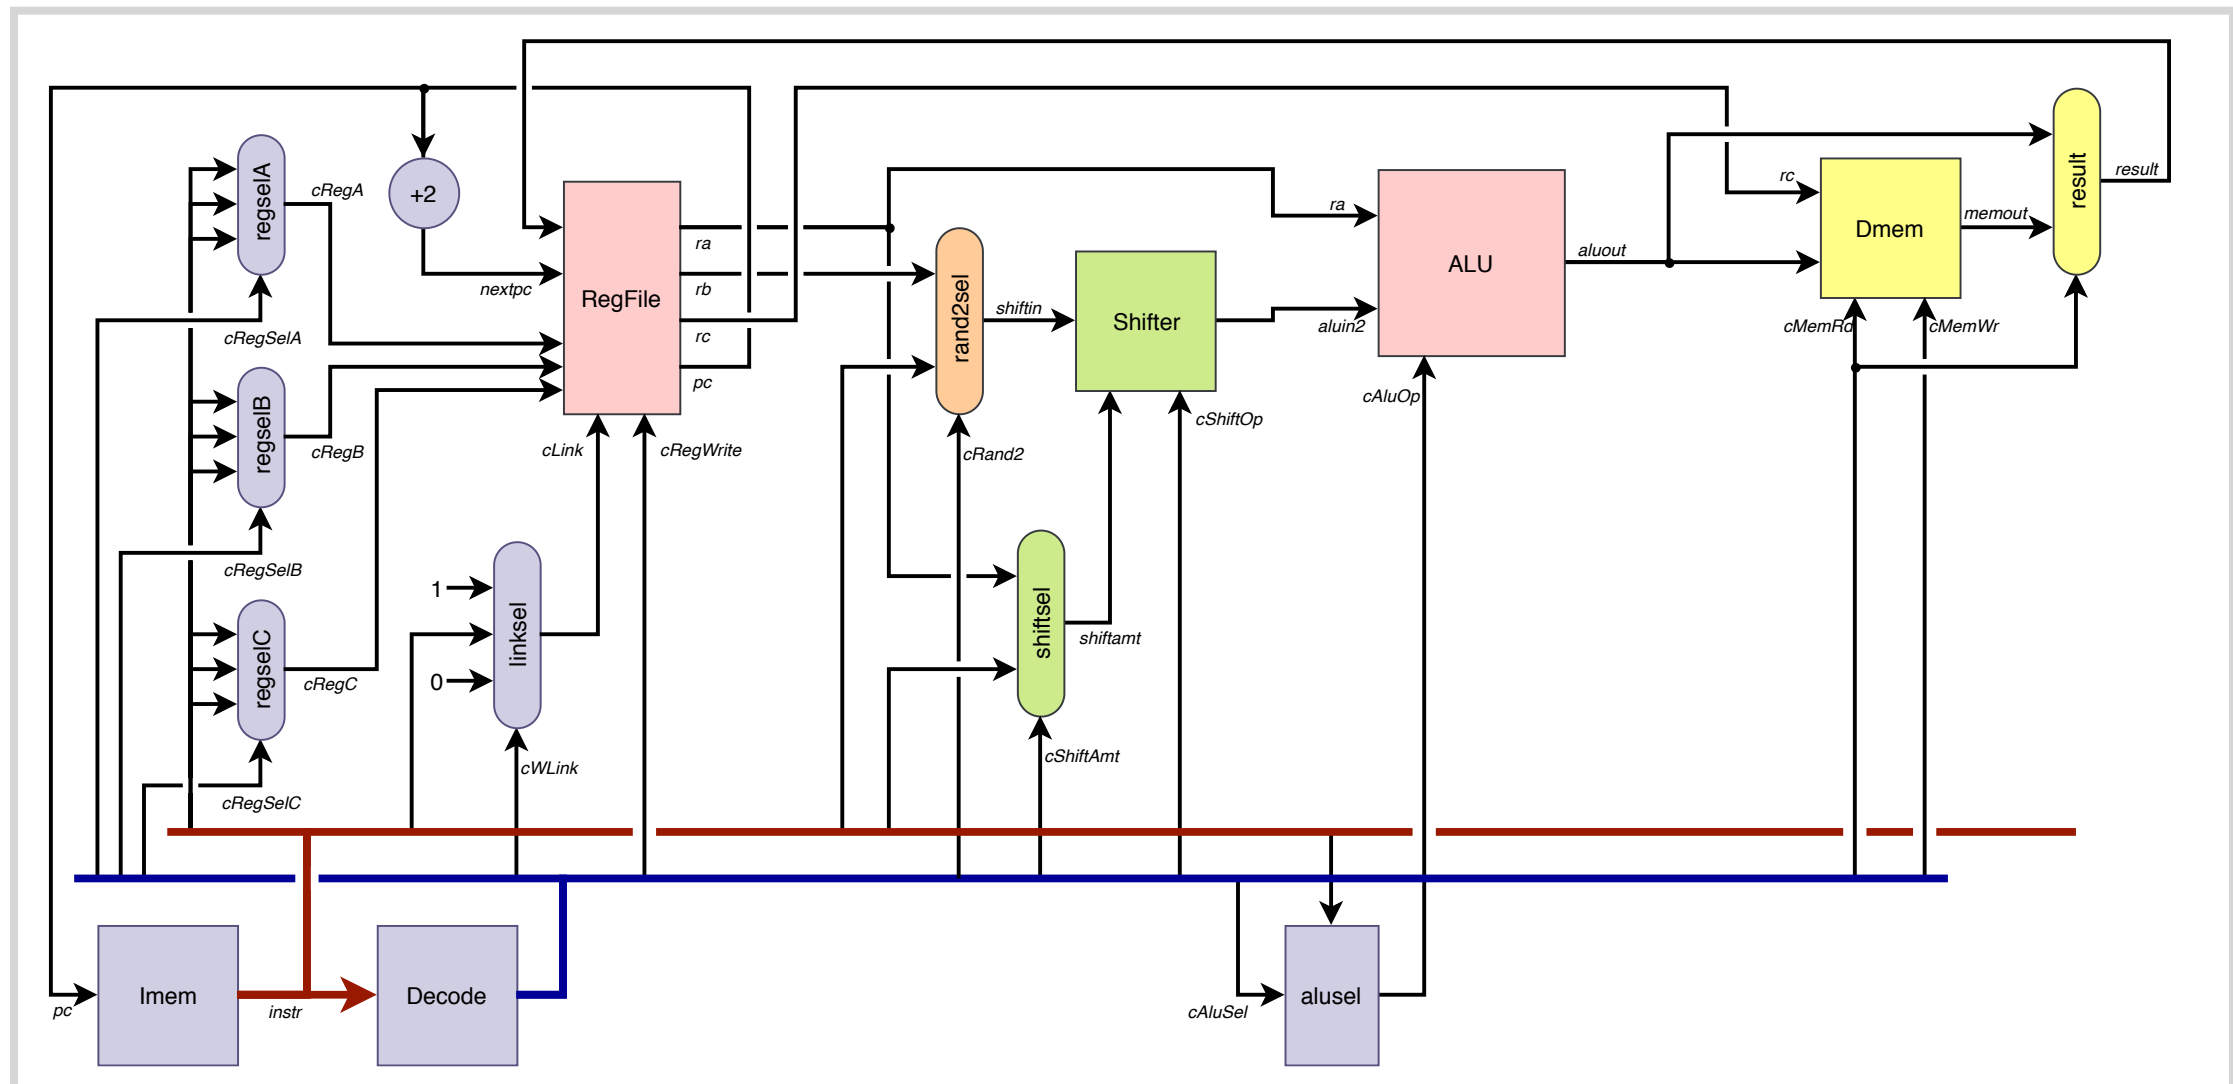 regselA
cRegA
cRegSelA
+2
nextpc
RegFile
ra
rb
rc
pc
regselB
cRegB
cRegSelB
cLink
cRegWrite
regselC
cRegC
cRegSelC
1
0
linksel
cWLink
rand2sel
cRand2
shiftin
Shifter
cShiftOp
shiftsel
shiftamt
cShiftAmt
ra
aluin2
ALU
cAluOp
aluout
rc
Dmem
memout
cMemRd
cMemWr
result
result
pc
Imem
instr
Decode
cAluSel
alusel